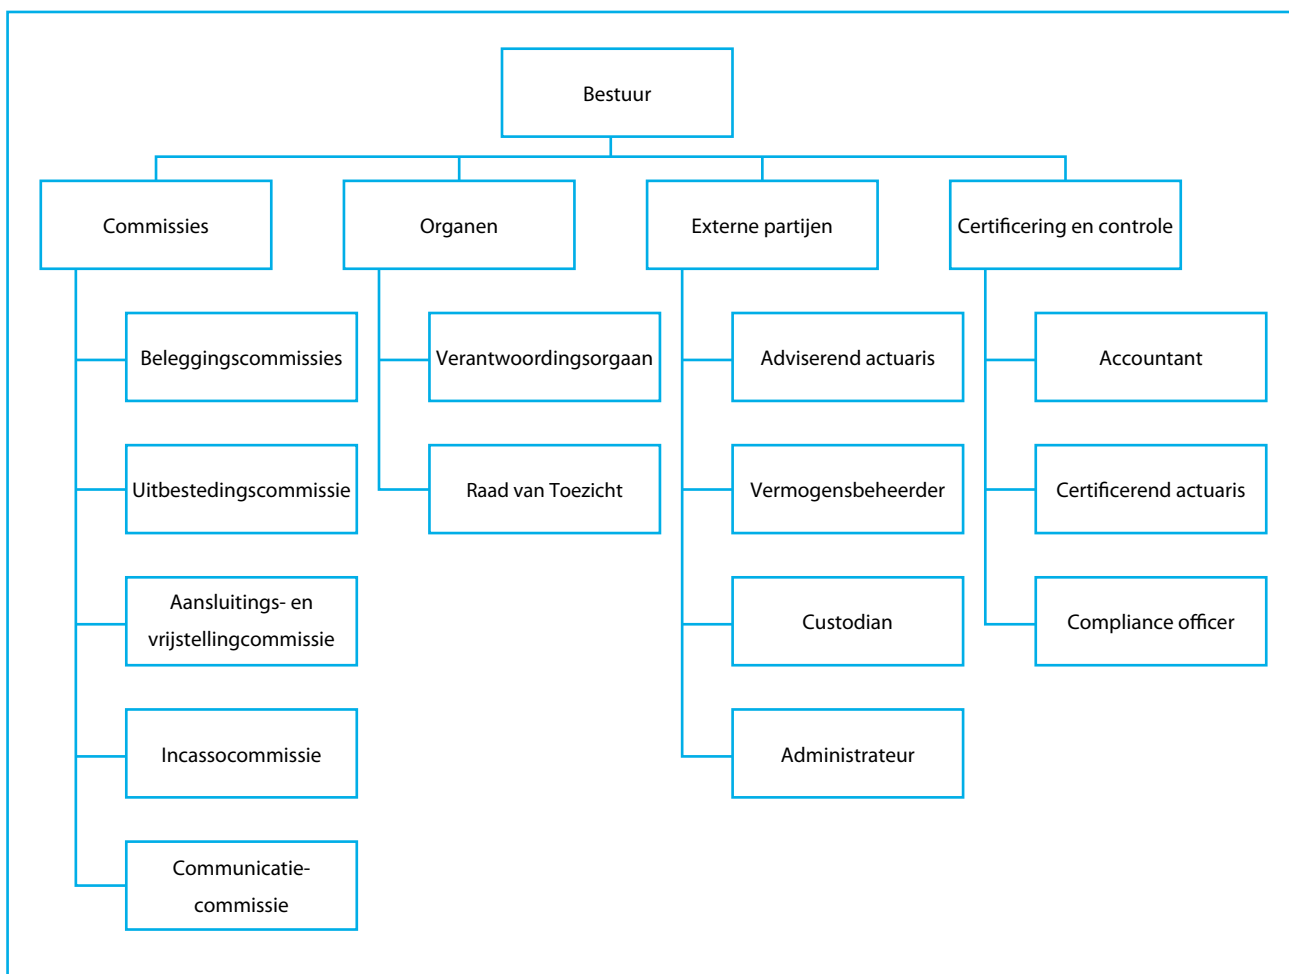 Bestuur
Commissies
Organen
Externe partijen
Certificering en controle
Beleggingscommissies
Verantwoordingsorgaan
Adviserend actuaris
Accountant
Uitbestedingscommissie
Raad van Toezicht
Vermogensbeheerder
Certificerend actuaris
Aansluitings- en
vrijstellingcommissie
Custodian
Compliance officer
Incassocommissie
Administrateur
Communicatie-
commissie